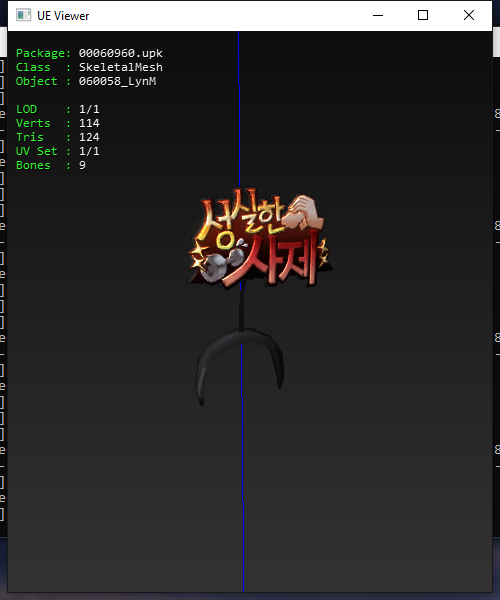 UE Viewer
Package: 00060960.upk
Class : SkeletalMesh
Object : 060058_LynM
LOD : 1/1
Verts : 114
Tris : 124
UV Set : 1/1
Bones : 9
성실한
사제